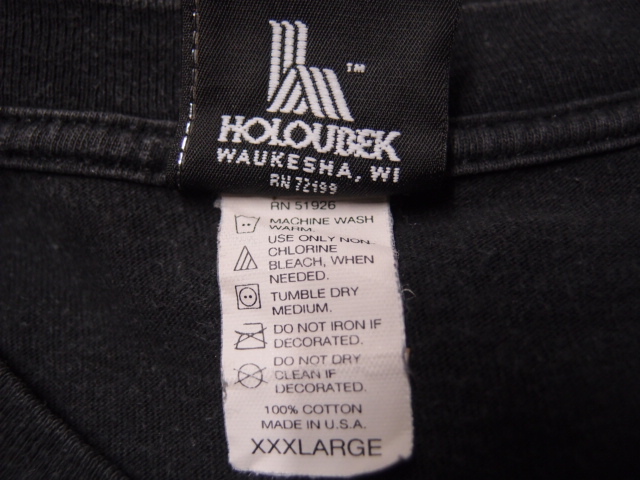 TM
HOLOUBEK
WAUKESHA, WI
RN 72199
RN 51926
MACHINE WASH
WARM.
USE ONLY NON-
CHLORINE
BLEACH, WHEN
NEEDED.
TUMBLE DRY
MEDIUM.
DO NOT IRON IF
DECORATED.
DO NOT DRY
CLEAN IF
DECORATED.
100% COTTON
MADE IN U.S.A.
XXXLARGE